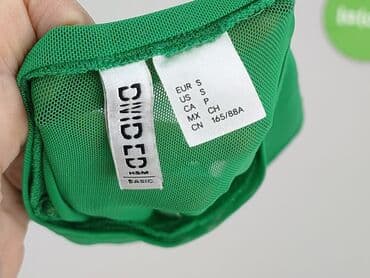 DIVIDED
H&M
BASIC
EUR S
US S
CA P
MX CH
CN 165/88A